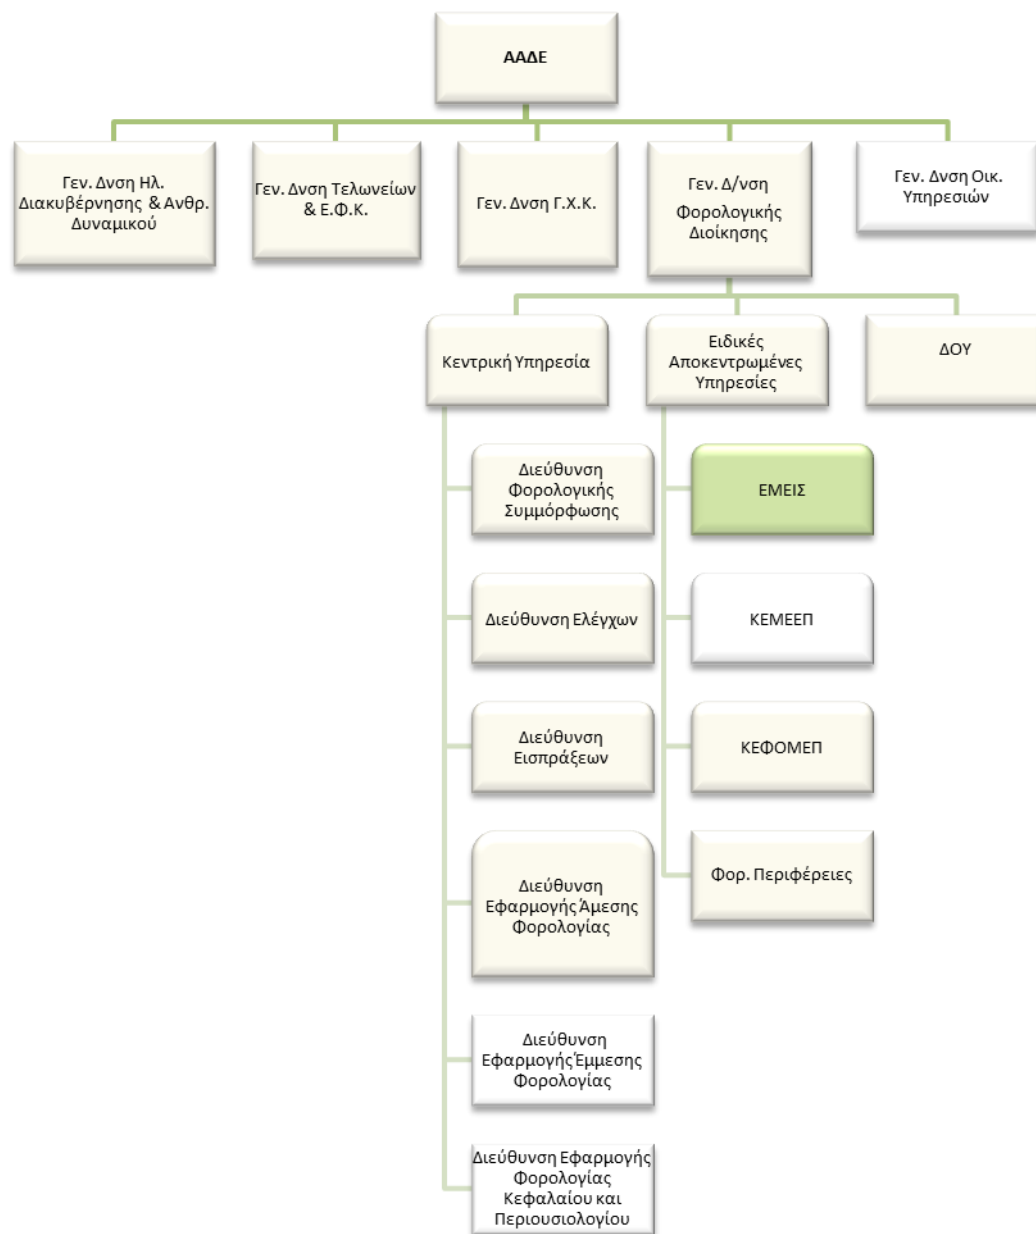 ΑΑΔΕ
Γεν. Δνση Ηλ.
Διακυβέρνησης & Ανθρ.
Δυναμικού
Γεν. Δνση Τελωνείων
& Ε.Φ.Κ.
Γεν. Δνση Γ.Χ.Κ.
Γεν. Δ/νση
Φορολογικής
Διοίκησης
Γεν. Δνση Οικ.
Υπηρεσιών
Κεντρική Υπηρεσία
Ειδικές
Αποκεντρωμένες
Υπηρεσίες
ΔΟΥ
Διεύθυνση
Φορολογικής
Συμμόρφωσης
ΕΜΕΙΣ
Διεύθυνση Ελέγχων
ΚΕΜΕΕΠ
Διεύθυνση
Εισπράξεων
ΚΕΦΟΜΕΠ
Διεύθυνση
Εφαρμογής Άμεσης
Φορολογίας
Φορ. Περιφέρειες
Διεύθυνση
Εφαρμογής Έμμεσης
Φορολογίας
Διεύθυνση Εφαρμογής
Φορολογίας
Κεφαλαίου και
Περιουσιολογίου